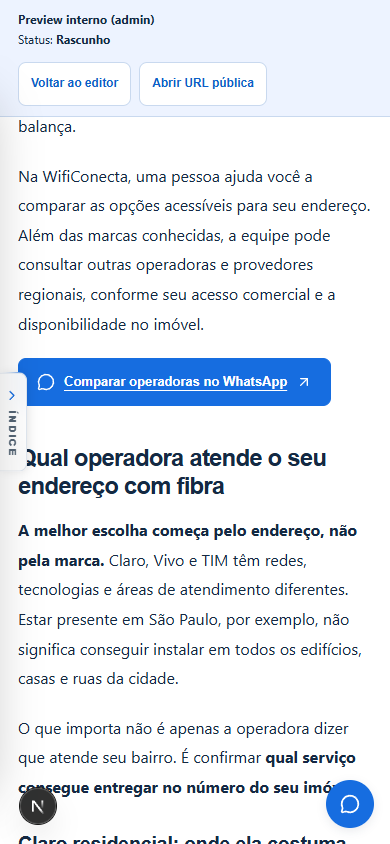 Preview interno (admin)
Status: Rascunho
Voltar ao editor
Abrir URL pública
balança.
Na WifiConecta, uma pessoa ajuda você a
comparar as opções acessíveis para seu endereço.
Além das marcas conhecidas, a equipe pode
consultar outras operadoras e provedores
regionais, conforme seu acesso comercial e a
disponibilidade no imóvel.
Comparar operadoras no WhatsApp
ÍNDICE
Qual operadora atende o seu
endereço com fibra
A melhor escolha começa pelo endereço, não
pela marca. Claro, Vivo e TIM têm redes,
tecnologias e áreas de atendimento diferentes.
Estar presente em São Paulo, por exemplo, não
significa conseguir instalar em todos os edifícios,
casas e ruas da cidade.
O que importa não é apenas a operadora dizer
que atende seu bairro. É confirmar qual serviço
consegue entregar no número do seu
N
Claro residencial: onde ela costuma